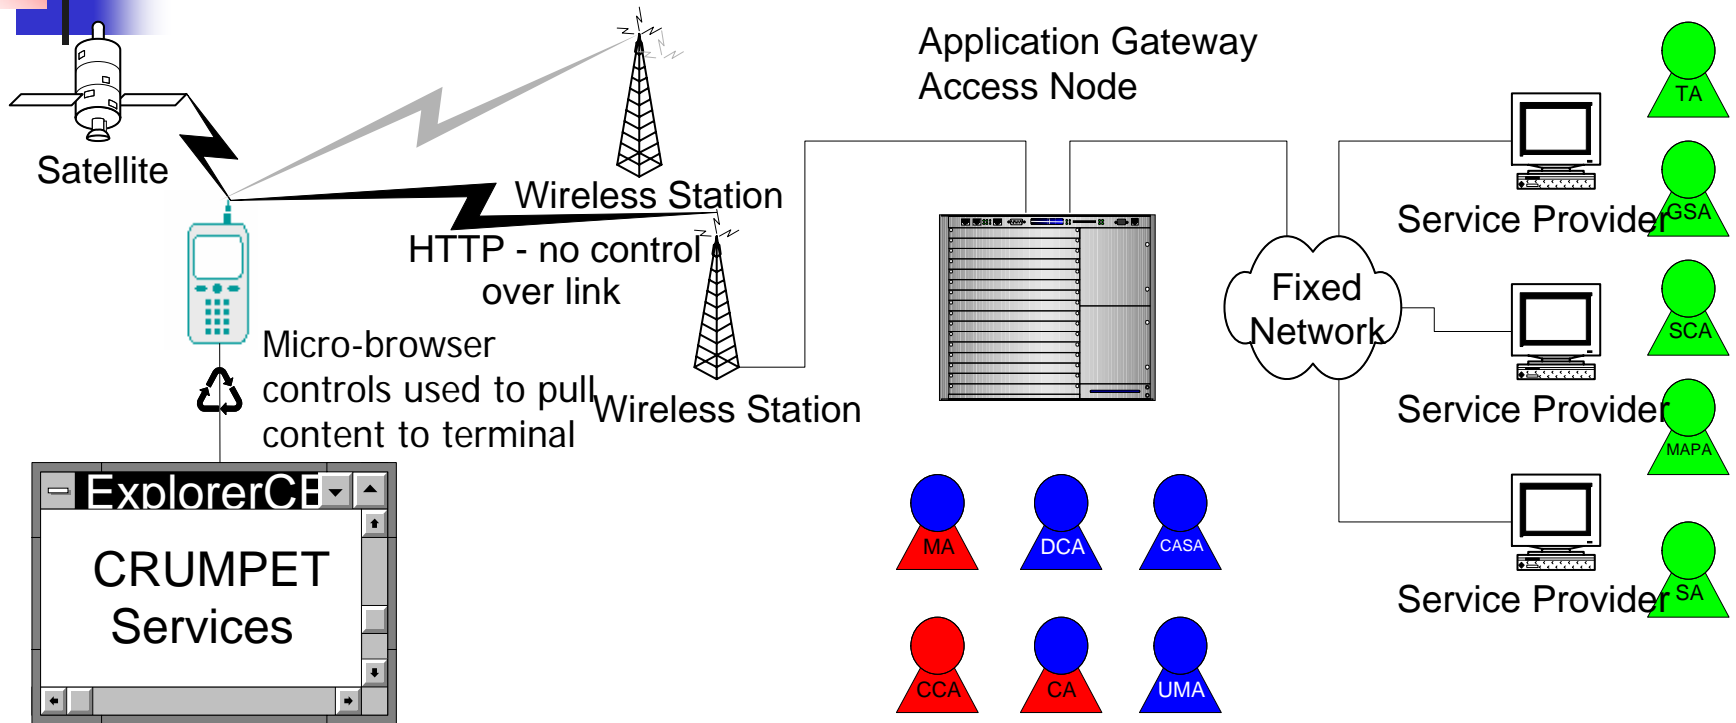 Application Gateway
Access Node
TA
Satellite
Wireless Station
Service Provider
GSA
HTTP - no control
over link
Fixed
Network
SCA
Micro-browser
controls used to pull
content to terminal
Wireless Station
Service Provider
MAPA
ExplorerCE
CRUMPET
Services
MA
DCA
CASA
Service Provider
SA
CCA
CA
UMA